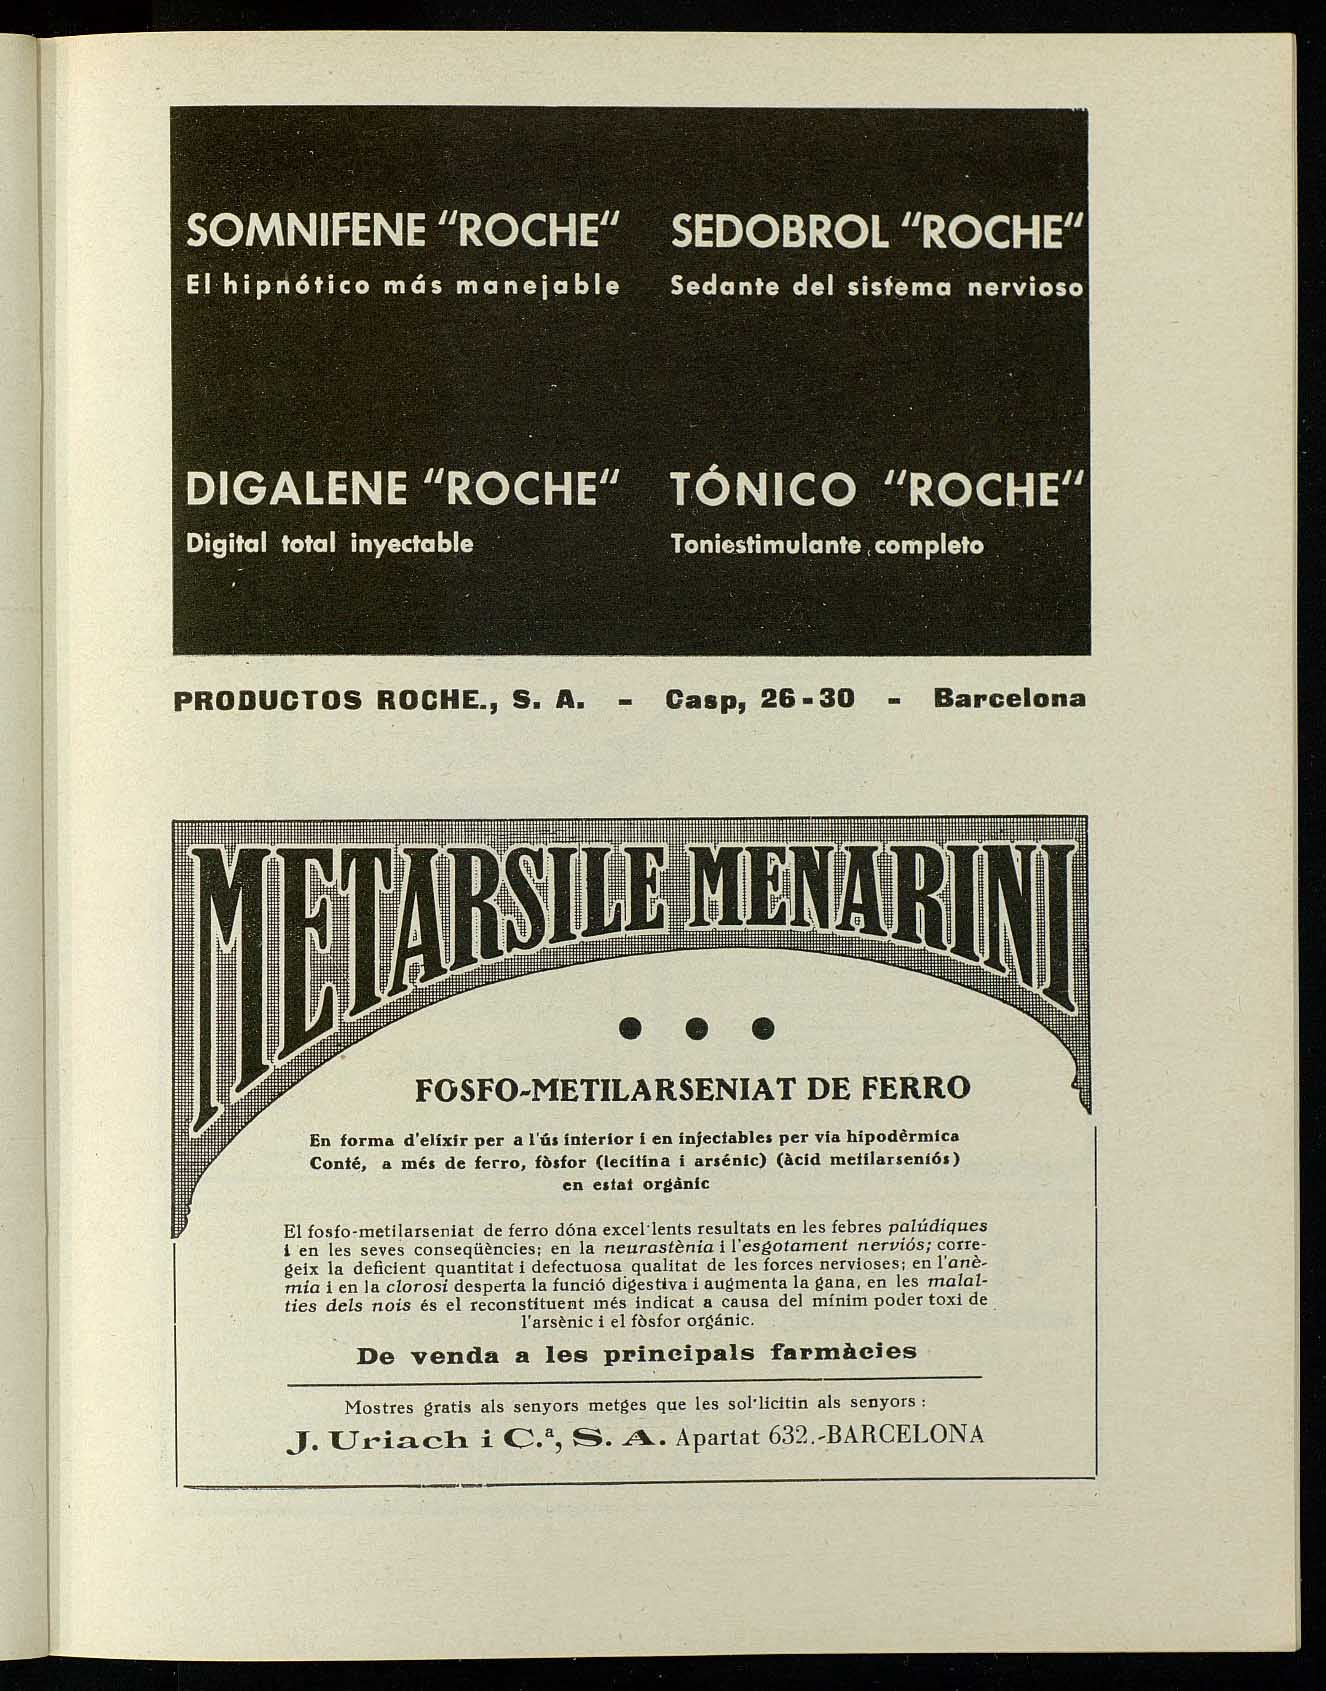 SOMNIFENE "ROCHE"
El hipnótico más manejable
SEDOBROL "ROCHE"
Sedante del sistema nervioso
DIGALENE "ROCHE"
Digital total inyectable
TÓNICO "ROCHE"
Toniestimulante completo
PRODUCTOS ROCHE., S. A. - Casp, 26-30 - Barcelona
METARSILE MENARINI
FOSFO-METILARSENIAT DE FERRO
En forma d'elíxir per a l'ús interior i en injectables per via hipodèrmica
Conté, a més de ferro, fòsfor (lecitina i arsénic) (àcid metilarseniós)
en estat orgànic
El fosfo-metilarseniat de ferro dóna excel·lents resultats en les febres palúdiques
i en les seves conseqüències; en la neurastènia i l'esgotament nerviós; corre-
geix la deficient quantitat i defectuosa qualitat de les forces nervioses; en l'anè-
mia i en la clorosi desperta la funció digestiva i augmenta la gana, en les malal-
ties dels nois és el reconstituent més indicat a causa del mínim poder toxi de
l'arsènic i el fòsfor orgánic.
De venda a les principals farmàcies
Mostres gratis als senyors metges que les sol·licitin als senyors :
J. Uriach i C.ª, S. A. Apartat 632.-BARCELONA